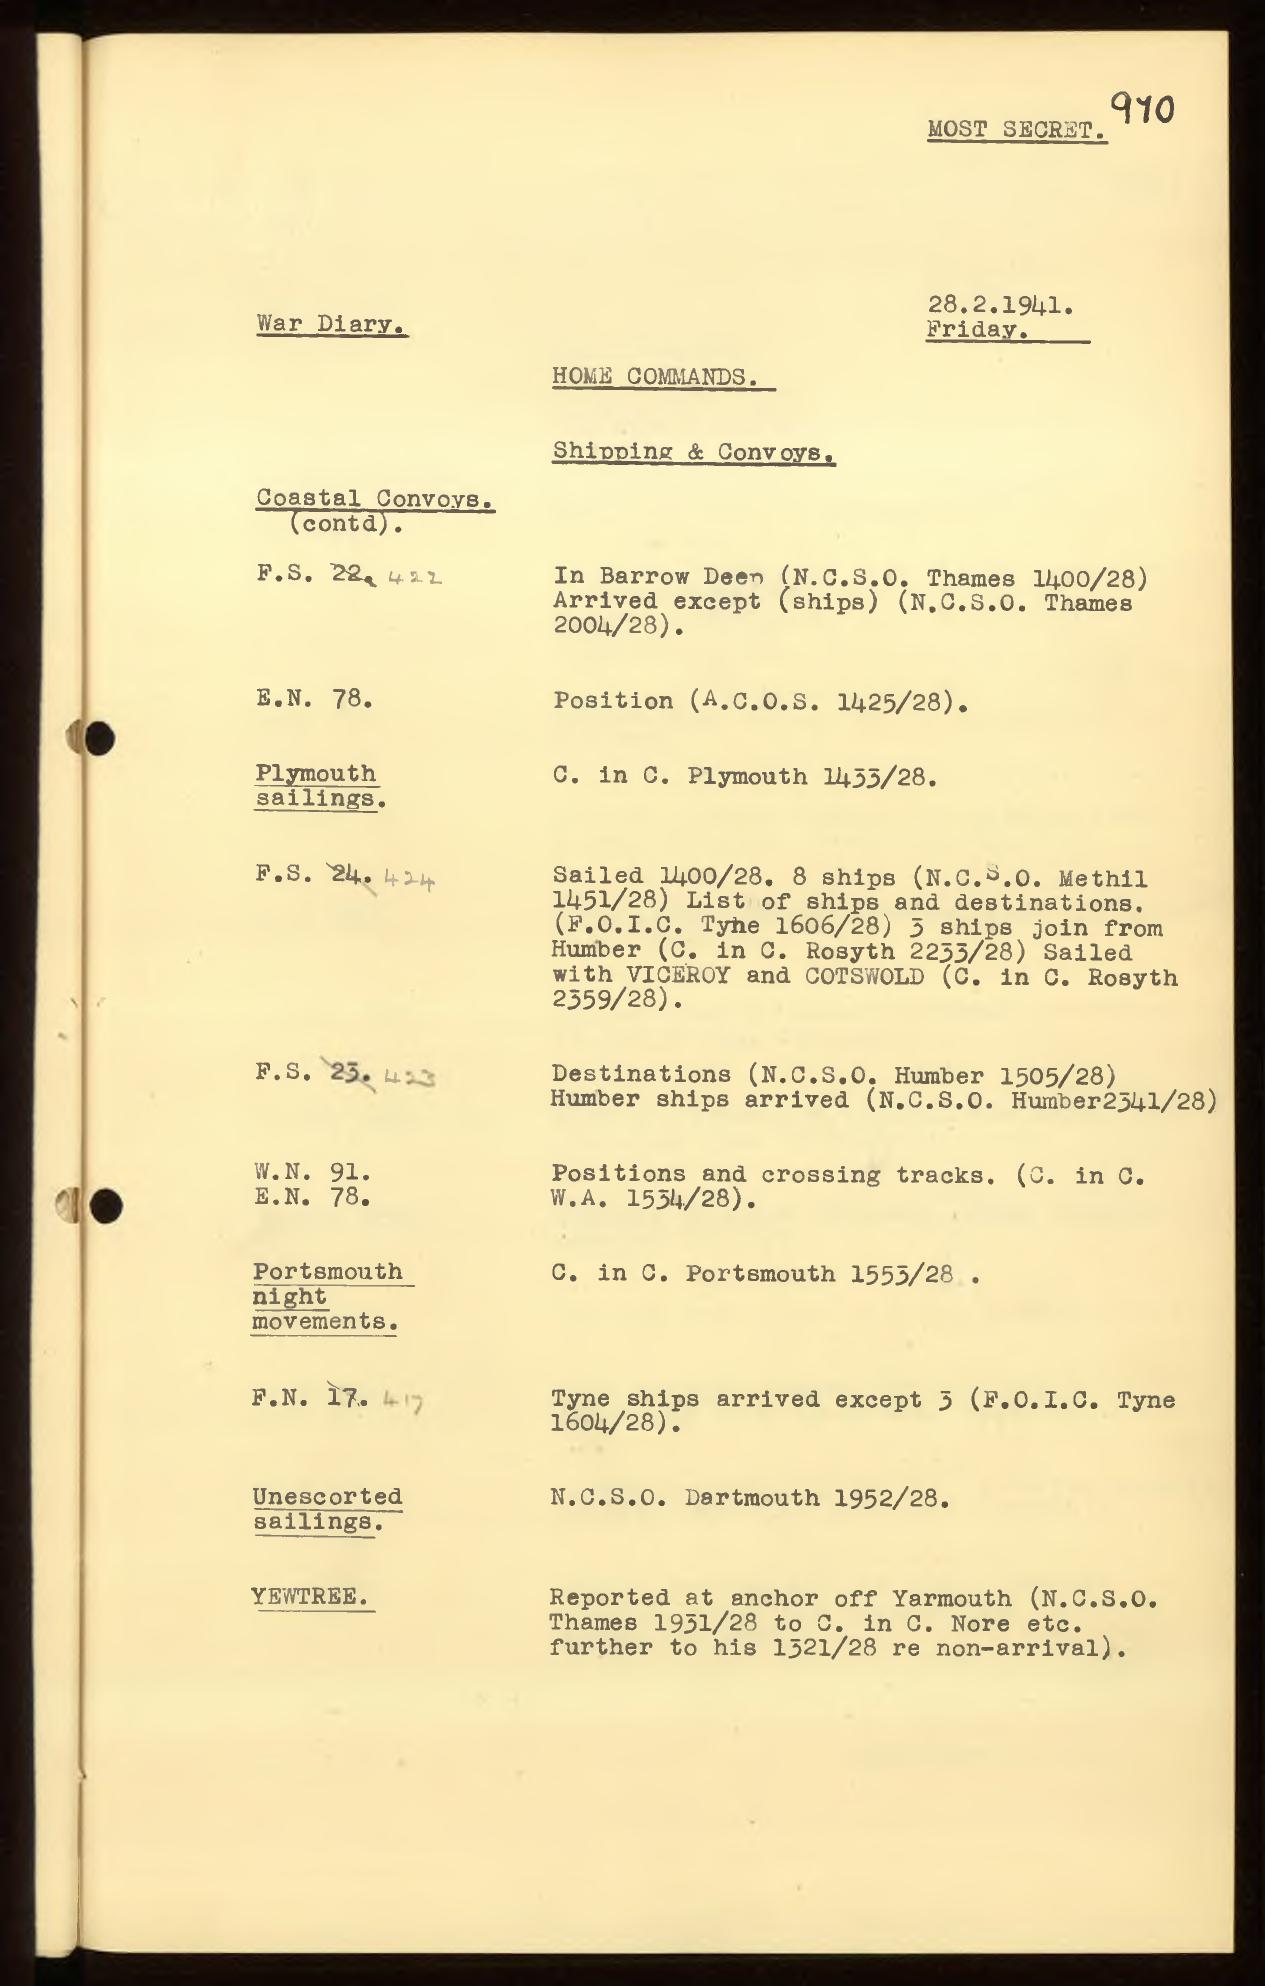 970
MOST SECRET.
28.2.1941.
War Diary.
Friday.
HOME COMMANDS.
Shipping & Convoys.
Coastal Convoys.
(contd).
F.S. 22. 422 In Barrow Deep (N.C.S.O. Thames 1400/28)
Arrived except (ships) (N.C.S.O. Thames
2004/28).
E.N. 78. Position (A.C.O.S. 1425/28).
Plymouth C. in C. Plymouth 1433/28.
sailings.
F.S. 24. 424 Sailed 1400/28. 8 ships (N.C.S.O. Methil
1451/28) List of ships and destinations.
(F.O.I.C. Tyne 1606/28) 3 ships join from
Humber (C. in C. Rosyth 2233/28) Sailed
with VICEROY and COTSWOLD (C. in C. Rosyth
2359/28).
F.S. 23. 423 Destinations (N.C.S.O. Humber 1505/28)
Humber ships arrived (N.C.S.O. Humber2341/28)
W.N. 91. Positions and crossing tracks. (C. in C.
E.N. 78. W.A. 1534/28).
Portsmouth C. in C. Portsmouth 1553/28 .
night
movements.
F.N. 17. 417 Tyne ships arrived except 3 (F.O.I.C. Tyne
1604/28).
Unescorted N.C.S.O. Dartmouth 1952/28.
sailings.
YEWTREE. Reported at anchor off Yarmouth (N.C.S.O.
Thames 1931/28 to C. in C. Nore etc.
further to his 1321/28 re non-arrival).